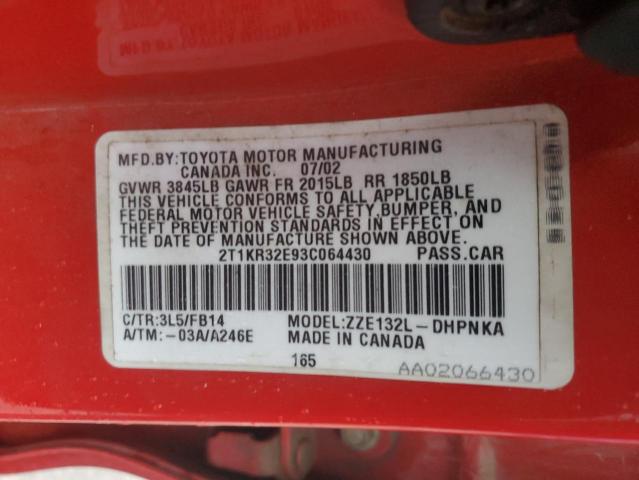 MFD.BY:TOYOTA MOTOR MANUFACTURING
CANADA INC. 07/02
GVWR 3845LB GAWR FR 2015LB RR 1850LB
THIS VEHICLE CONFORMS TO ALL APPLICABLE
FEDERAL MOTOR VEHICLE SAFETY,BUMPER, AND
THEFT PREVENTION STANDARDS IN EFFECT ON
THE DATE OF MANUFACTURE SHOWN ABOVE.
2T1KR32E93C064430 PASS.CAR
C/TR:3L5/FB14 MODEL:ZZE132L-DHPNKA
A/TM:-03A/A246E MADE IN CANADA
165
AA02066430